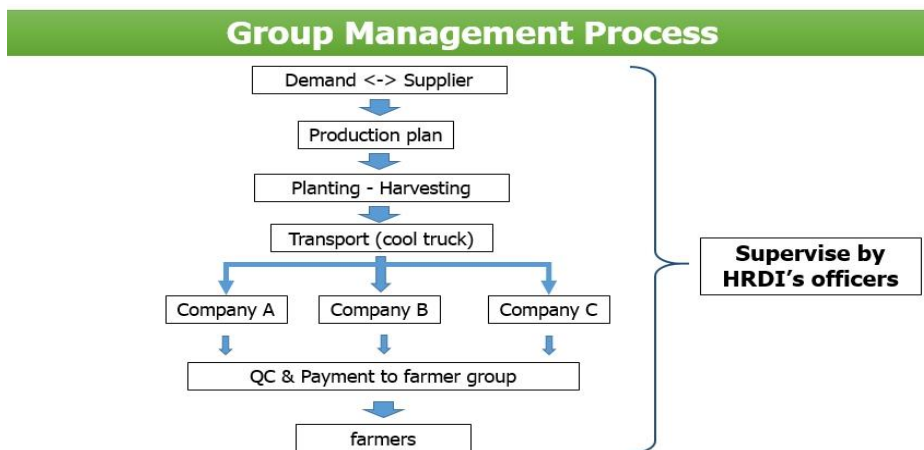 Group Management Process
Demand <-> Supplier
Production plan
Planting - Harvesting
Transport (cool truck)
Company A
Company B
Company C
QC & Payment to farmer group
farmers
Supervise by
HRDI's officers